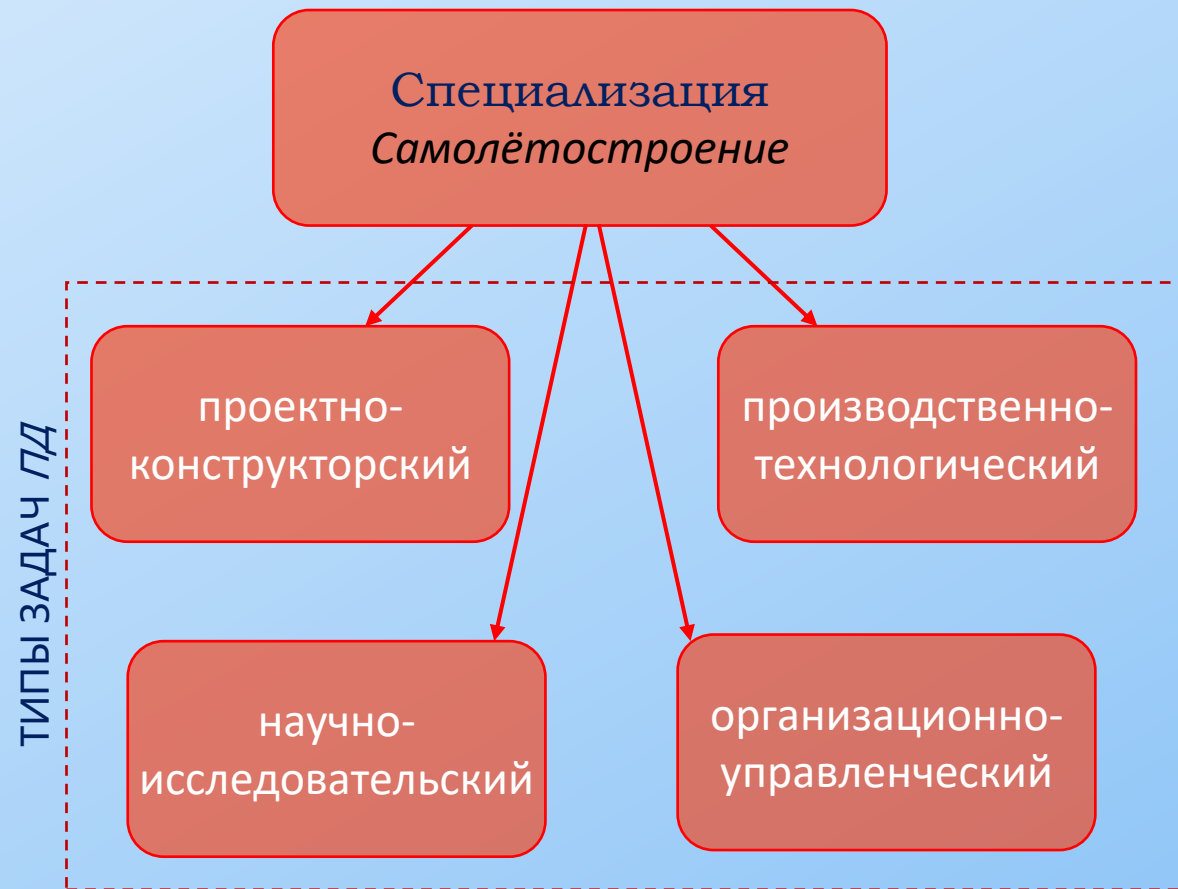 Специализация
Самолётостроение
ТИПЫ ЗАДАЧ ПД
проектно-
конструкторский
производственно-
технологический
научно-
исследовательский
организационно-
управленческий